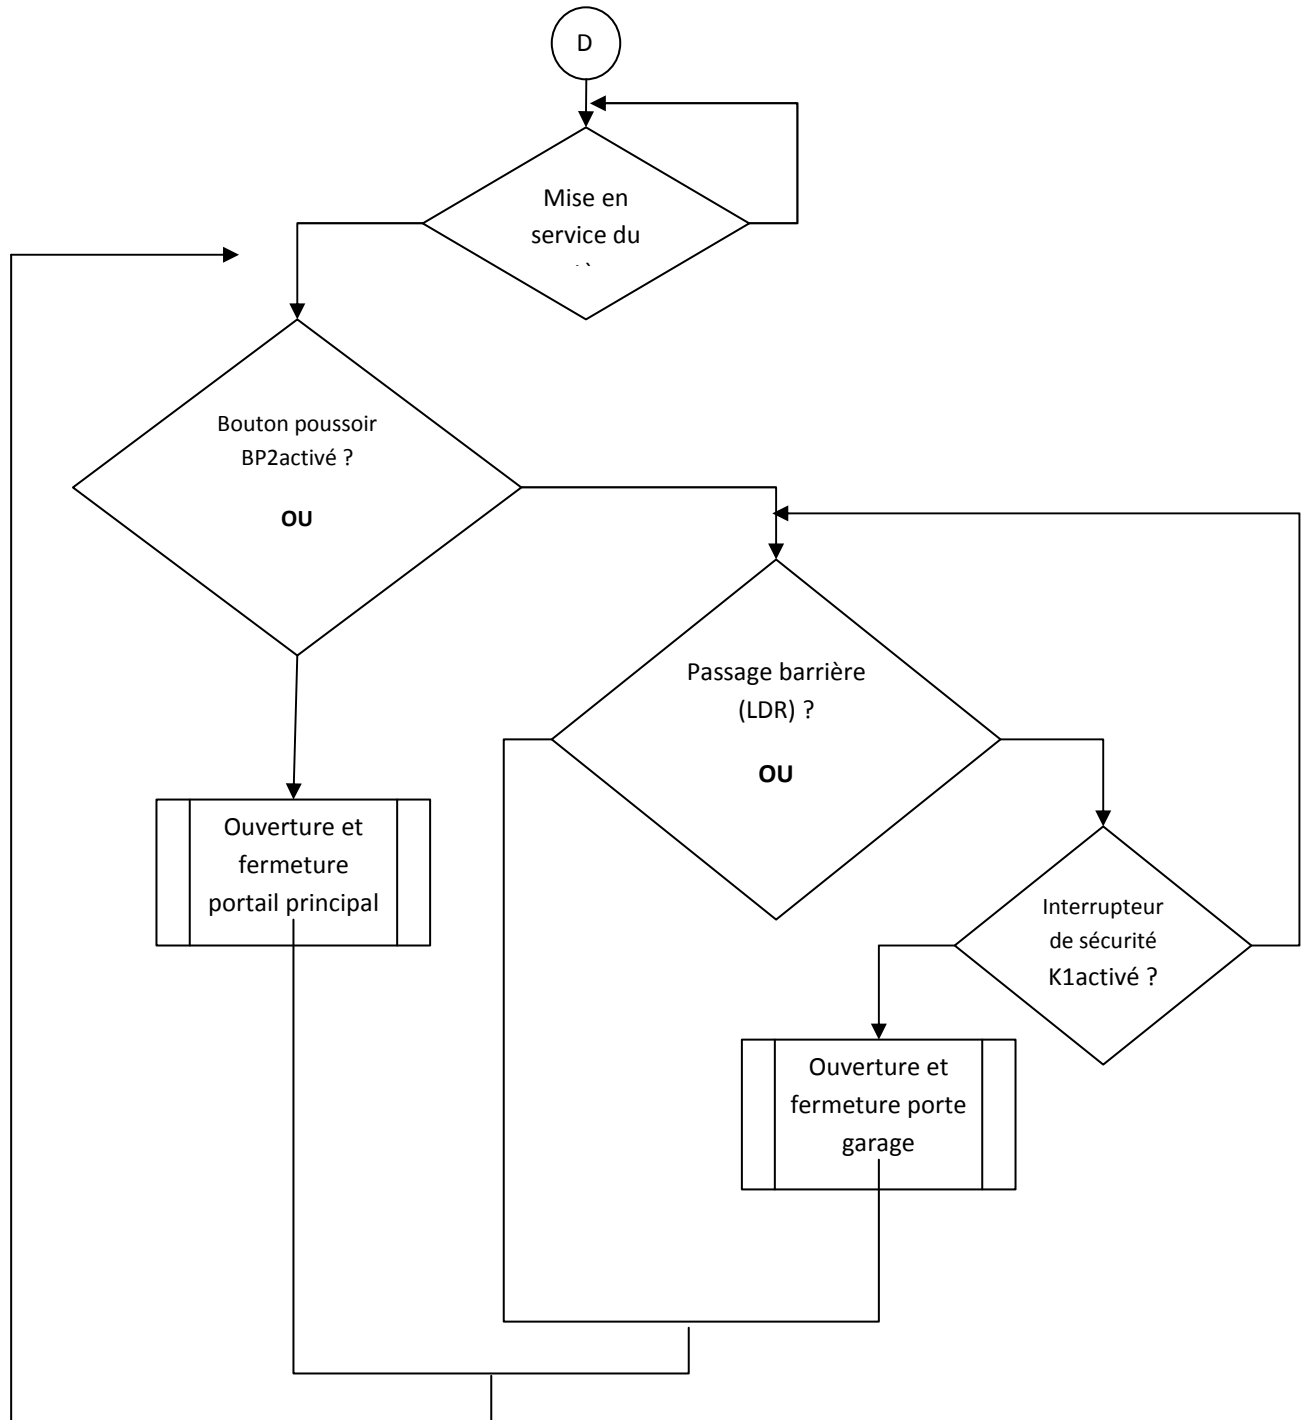 D
Mise en
service du
Bouton poussoir
BP2activé ?
OU
Passage barrière
(LDR) ?
OU
Ouverture et
fermeture
portail principal
Interrupteur
de sécurité
K1activé ?
Ouverture et
fermeture porte
garage